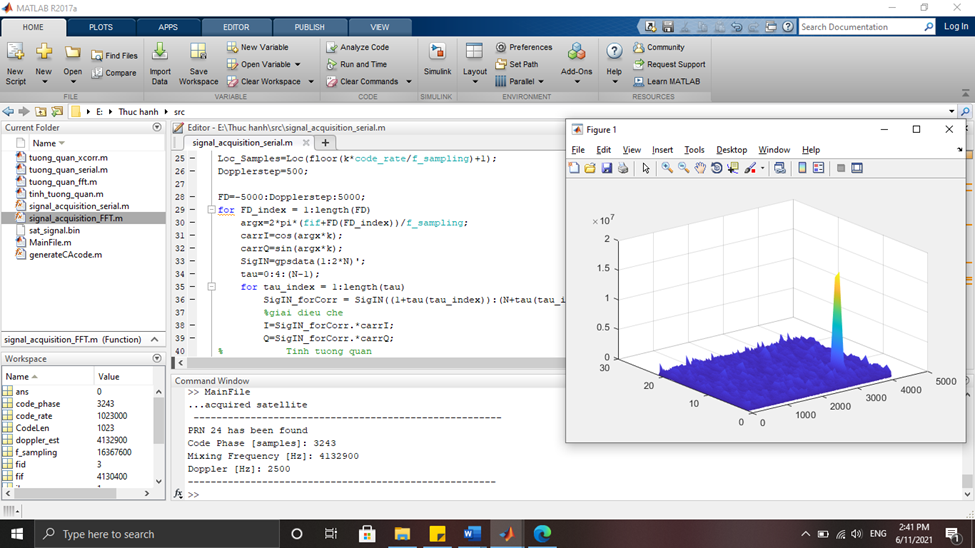 MATLAB R2017a
HOME PLOTS APPS EDITOR PUBLISH VIEW
Search Documentation
Log In
New Script
New
Open
Find Files
Compare
FILE
Import Data
Save Workspace
New Variable
Open Variable
Clear Workspace
VARIABLE
Analyze Code
Run and Time
Clear Commands
CODE
Simulink
SIMULINK
Layout
Preferences
Set Path
Parallel
Add-Ons
ENVIRONMENT
Help
Community
Request Support
Learn MATLAB
RESOURCES
E: Thuc hanh src
Current Folder
Name
tuong_quan_xcorr.m
tuong_quan_serial.m
tuong_quan_fft.m
tinh_tuong_quan.m
signal_acquisition_serial.m
signal_acquisition_FFT.m
sat_signal.bin
MainFile.m
generateCAcode.m
signal_acquisition_FFT.m (Function)
Workspace
Name Value
ans 0
code_phase 3243
code_rate 1023000
CodeLen 1023
doppler_est 4132900
f_sampling 16367600
fid 3
fif 4130400
Editor - E:\Thuc hanh\src\signal_acquisition_serial.m
signal_acquisition_serial.m
25 - Loc_Samples=Loc(floor(k*code_rate/f_sampling)+1);
26 - Dopplerstep=500;
27
28 - FD=-5000:Dopplerstep:5000;
29 - for FD_index = 1:length(FD)
30 - argx=2*pi*(fif+FD(FD_index))/f_sampling;
31 - carrI=cos(argx*k);
32 - carrQ=sin(argx*k);
33 - SigIN=gpsdata(1:2*N)';
34 - tau=0:4:(N-1);
35 - for tau_index = 1:length(tau)
36 - SigIN_forCorr = SigIN((1+tau(tau_index)):(N+tau(tau_i
37 %giai dieu che
38 - I=SigIN_forCorr.*carrI;
39 - Q=SigIN_forCorr.*carrQ;
40 % Tinh tuong quan
Command Window
>> MainFile
...acquired satellite
-----------------------------------------------------
PRN 24 has been found
Code Phase [samples]: 3243
Mixing Frequency [Hz]: 4132900
Doppler [Hz]: 2500
-----------------------------------------------------
fx >>
Figure 1
File Edit View Insert Tools Desktop Window Help
×10^7
2
1.5
1
0.5
0
30
20
10
0
0
1000
2000
3000
4000
5000
Type here to search
ENG
2:41 PM
6/11/2021
1